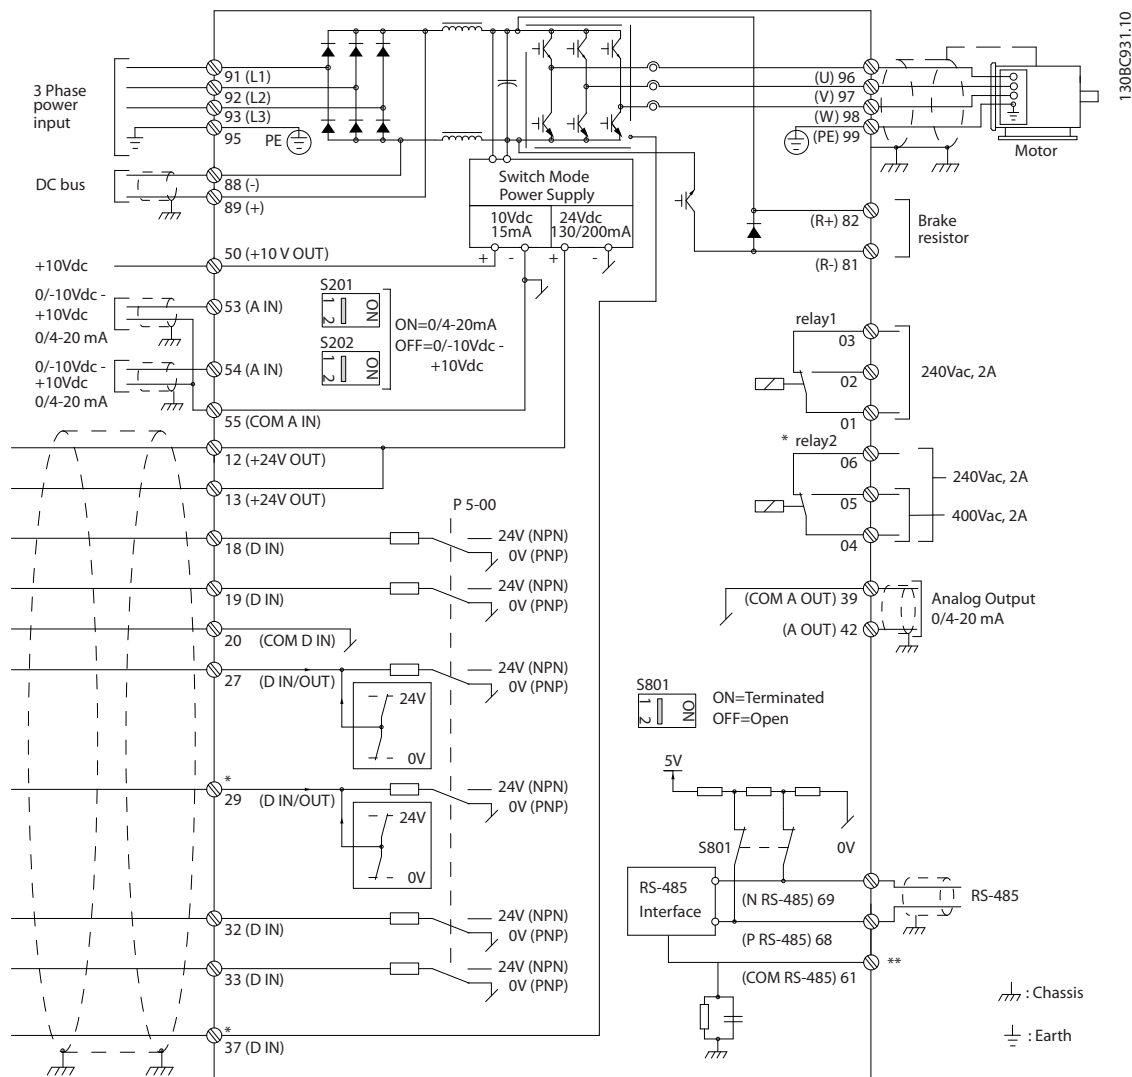 130BC931.10
3 Phase
power
input
91 (L1)
92 (L2)
93 (L3)
95
PE
DC bus
88 (-)
89 (+)
+10Vdc
50 (+10 V OUT)
0/-10Vdc -
+10Vdc
0/4-20 mA
53 (A IN)
0/-10Vdc -
+10Vdc
0/4-20 mA
54 (A IN)
55 (COM A IN)
12 (+24V OUT)
13 (+24V OUT)
18 (D IN)
19 (D IN)
20 (COM D IN)
27 (D IN/OUT)
24V
0V
*
29 (D IN/OUT)
24V
0V
32 (D IN)
33 (D IN)
*
37 (D IN)
Switch Mode
Power Supply
10Vdc
15mA
24Vdc
130/200mA
+ - + -
S201
1 2
ON
S202
1 2
ON
ON=0/4-20mA
OFF=0/-10Vdc -
+10Vdc
P 5-00
24V (NPN)
0V (PNP)
24V (NPN)
0V (PNP)
24V (NPN)
0V (PNP)
24V (NPN)
0V (PNP)
24V (NPN)
0V (PNP)
24V (NPN)
0V (PNP)
(U) 96
(V) 97
(W) 98
(PE) 99
Motor
(R+) 82
(R-) 81
Brake
resistor
relay1
03
02
01
240Vac, 2A
* relay2
06
05
04
240Vac, 2A
400Vac, 2A
(COM A OUT) 39
(A OUT) 42
Analog Output
0/4-20 mA
S801
1 2
ON
ON=Terminated
OFF=Open
5V
S801
0V
RS-485
Interface
(N RS-485) 69
(P RS-485) 68
(COM RS-485) 61
RS-485
**
: Chassis
: Earth